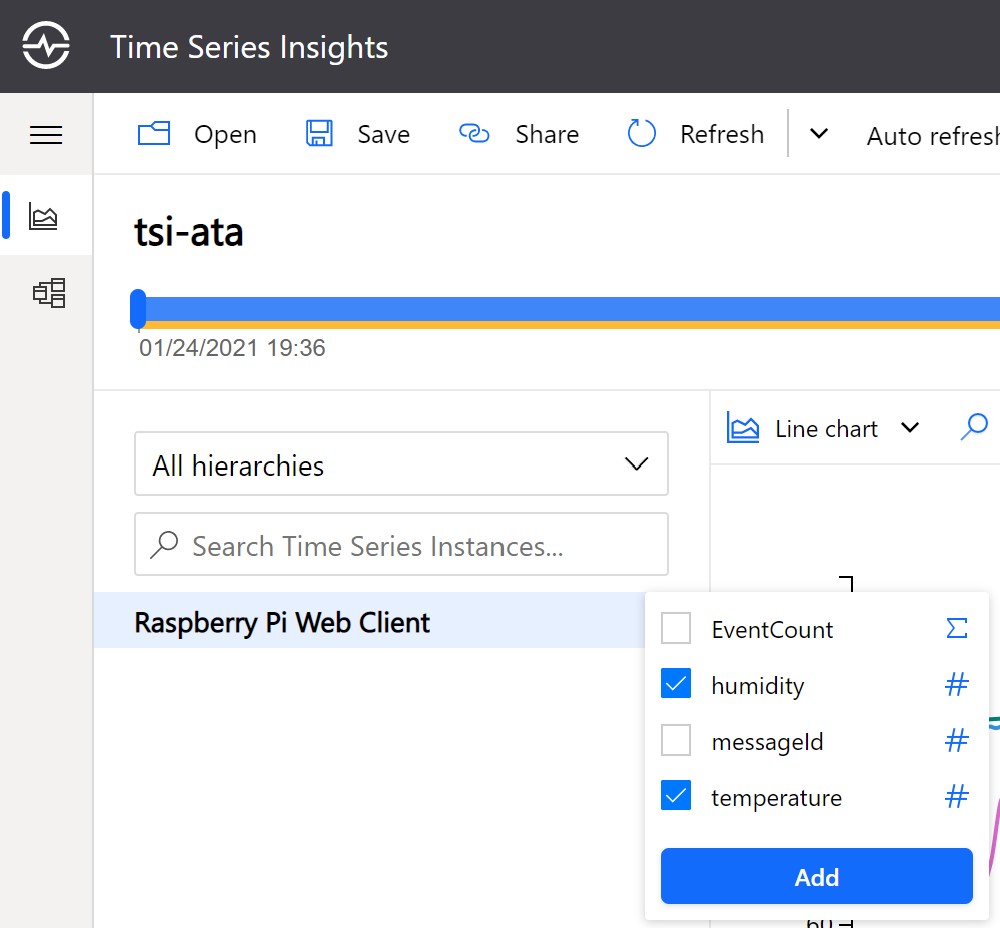 Time Series Insights
Open Save Share Refresh Auto refresh
tsi-ata
01/24/2021 19:36
All hierarchies
Line chart
Search Time Series Instances...
Raspberry Pi Web Client
EventCount
humidity #
messageId #
temperature #
Add